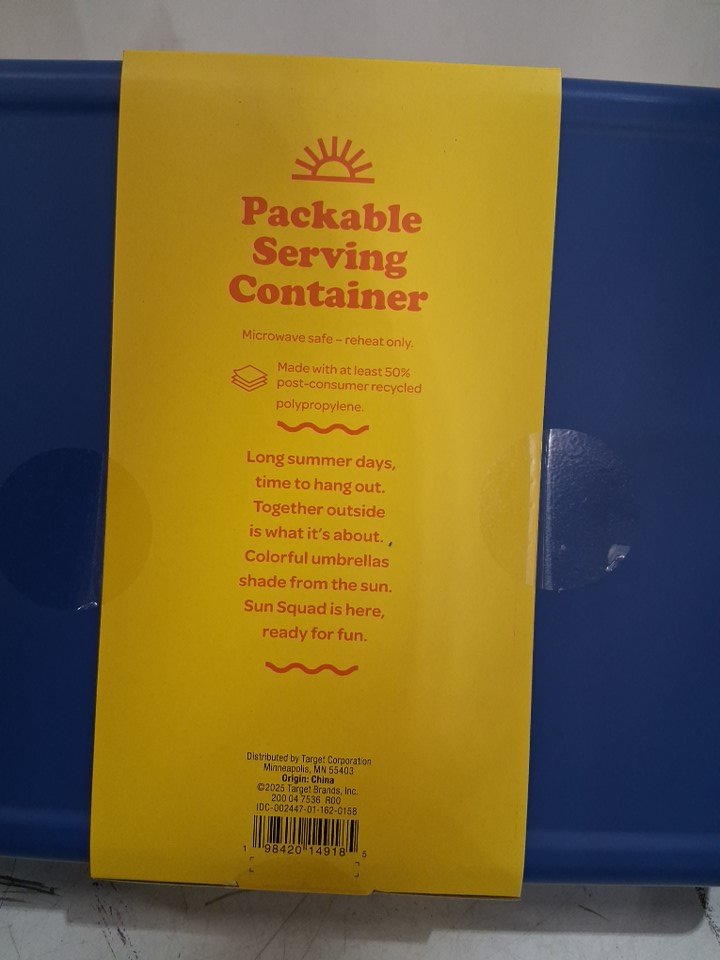 Packable
Serving
Container
Microwave safe – reheat only.
Made with at least 50%
post-consumer recycled
polypropylene.
Long summer days,
time to hang out.
Together outside
is what it's about.
Colorful umbrellas
shade from the sun.
Sun Squad is here,
ready for fun.
Distributed by Target Corporation
Minneapolis, MN 55403
Origin: China
©2025 Target Brands, Inc.
200 04 7536 R00
IDC-002447-01-162-0158
1 98420 14918 5